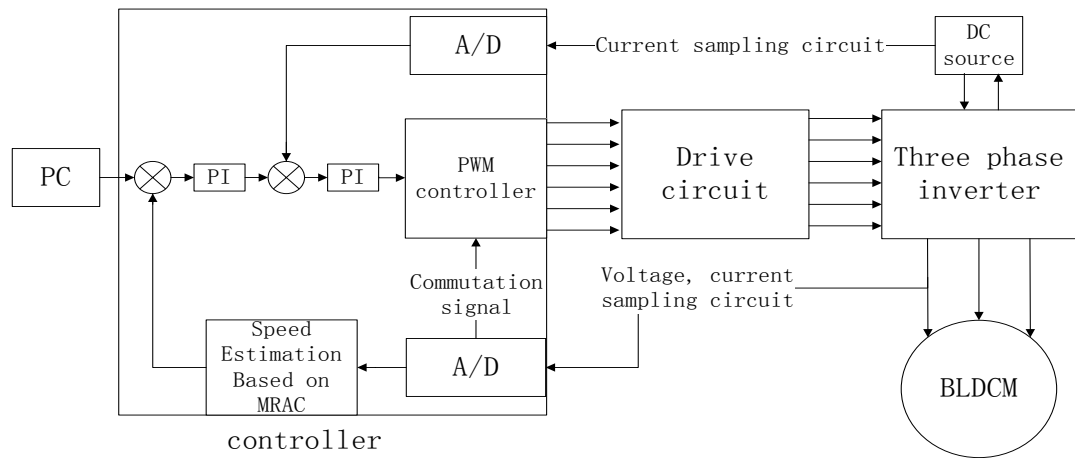 A/D
Current sampling circuit
DC
source
PC
PI
PI
PWM
controller
Drive
circuit
Three phase
inverter
Commutation
signal
Voltage, current
sampling circuit
Speed
Estimation
Based on
MRAC
A/D
BLDCM
controller